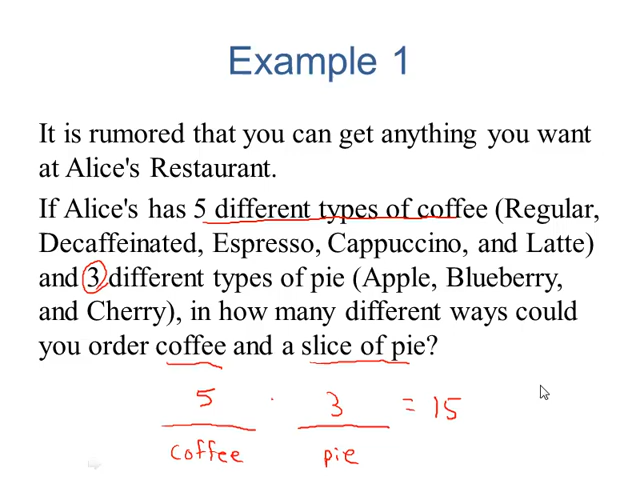 Example 1
It is rumored that you can get anything you want
at Alice's Restaurant.
If Alice's has 5 different types of coffee (Regular,
Decaffeinated, Espresso, Cappuccino, and Latte)
and 3 different types of pie (Apple, Blueberry,
and Cherry), in how many different ways could
you order coffee and a slice of pie?
5 · 3 = 15
coffee pie